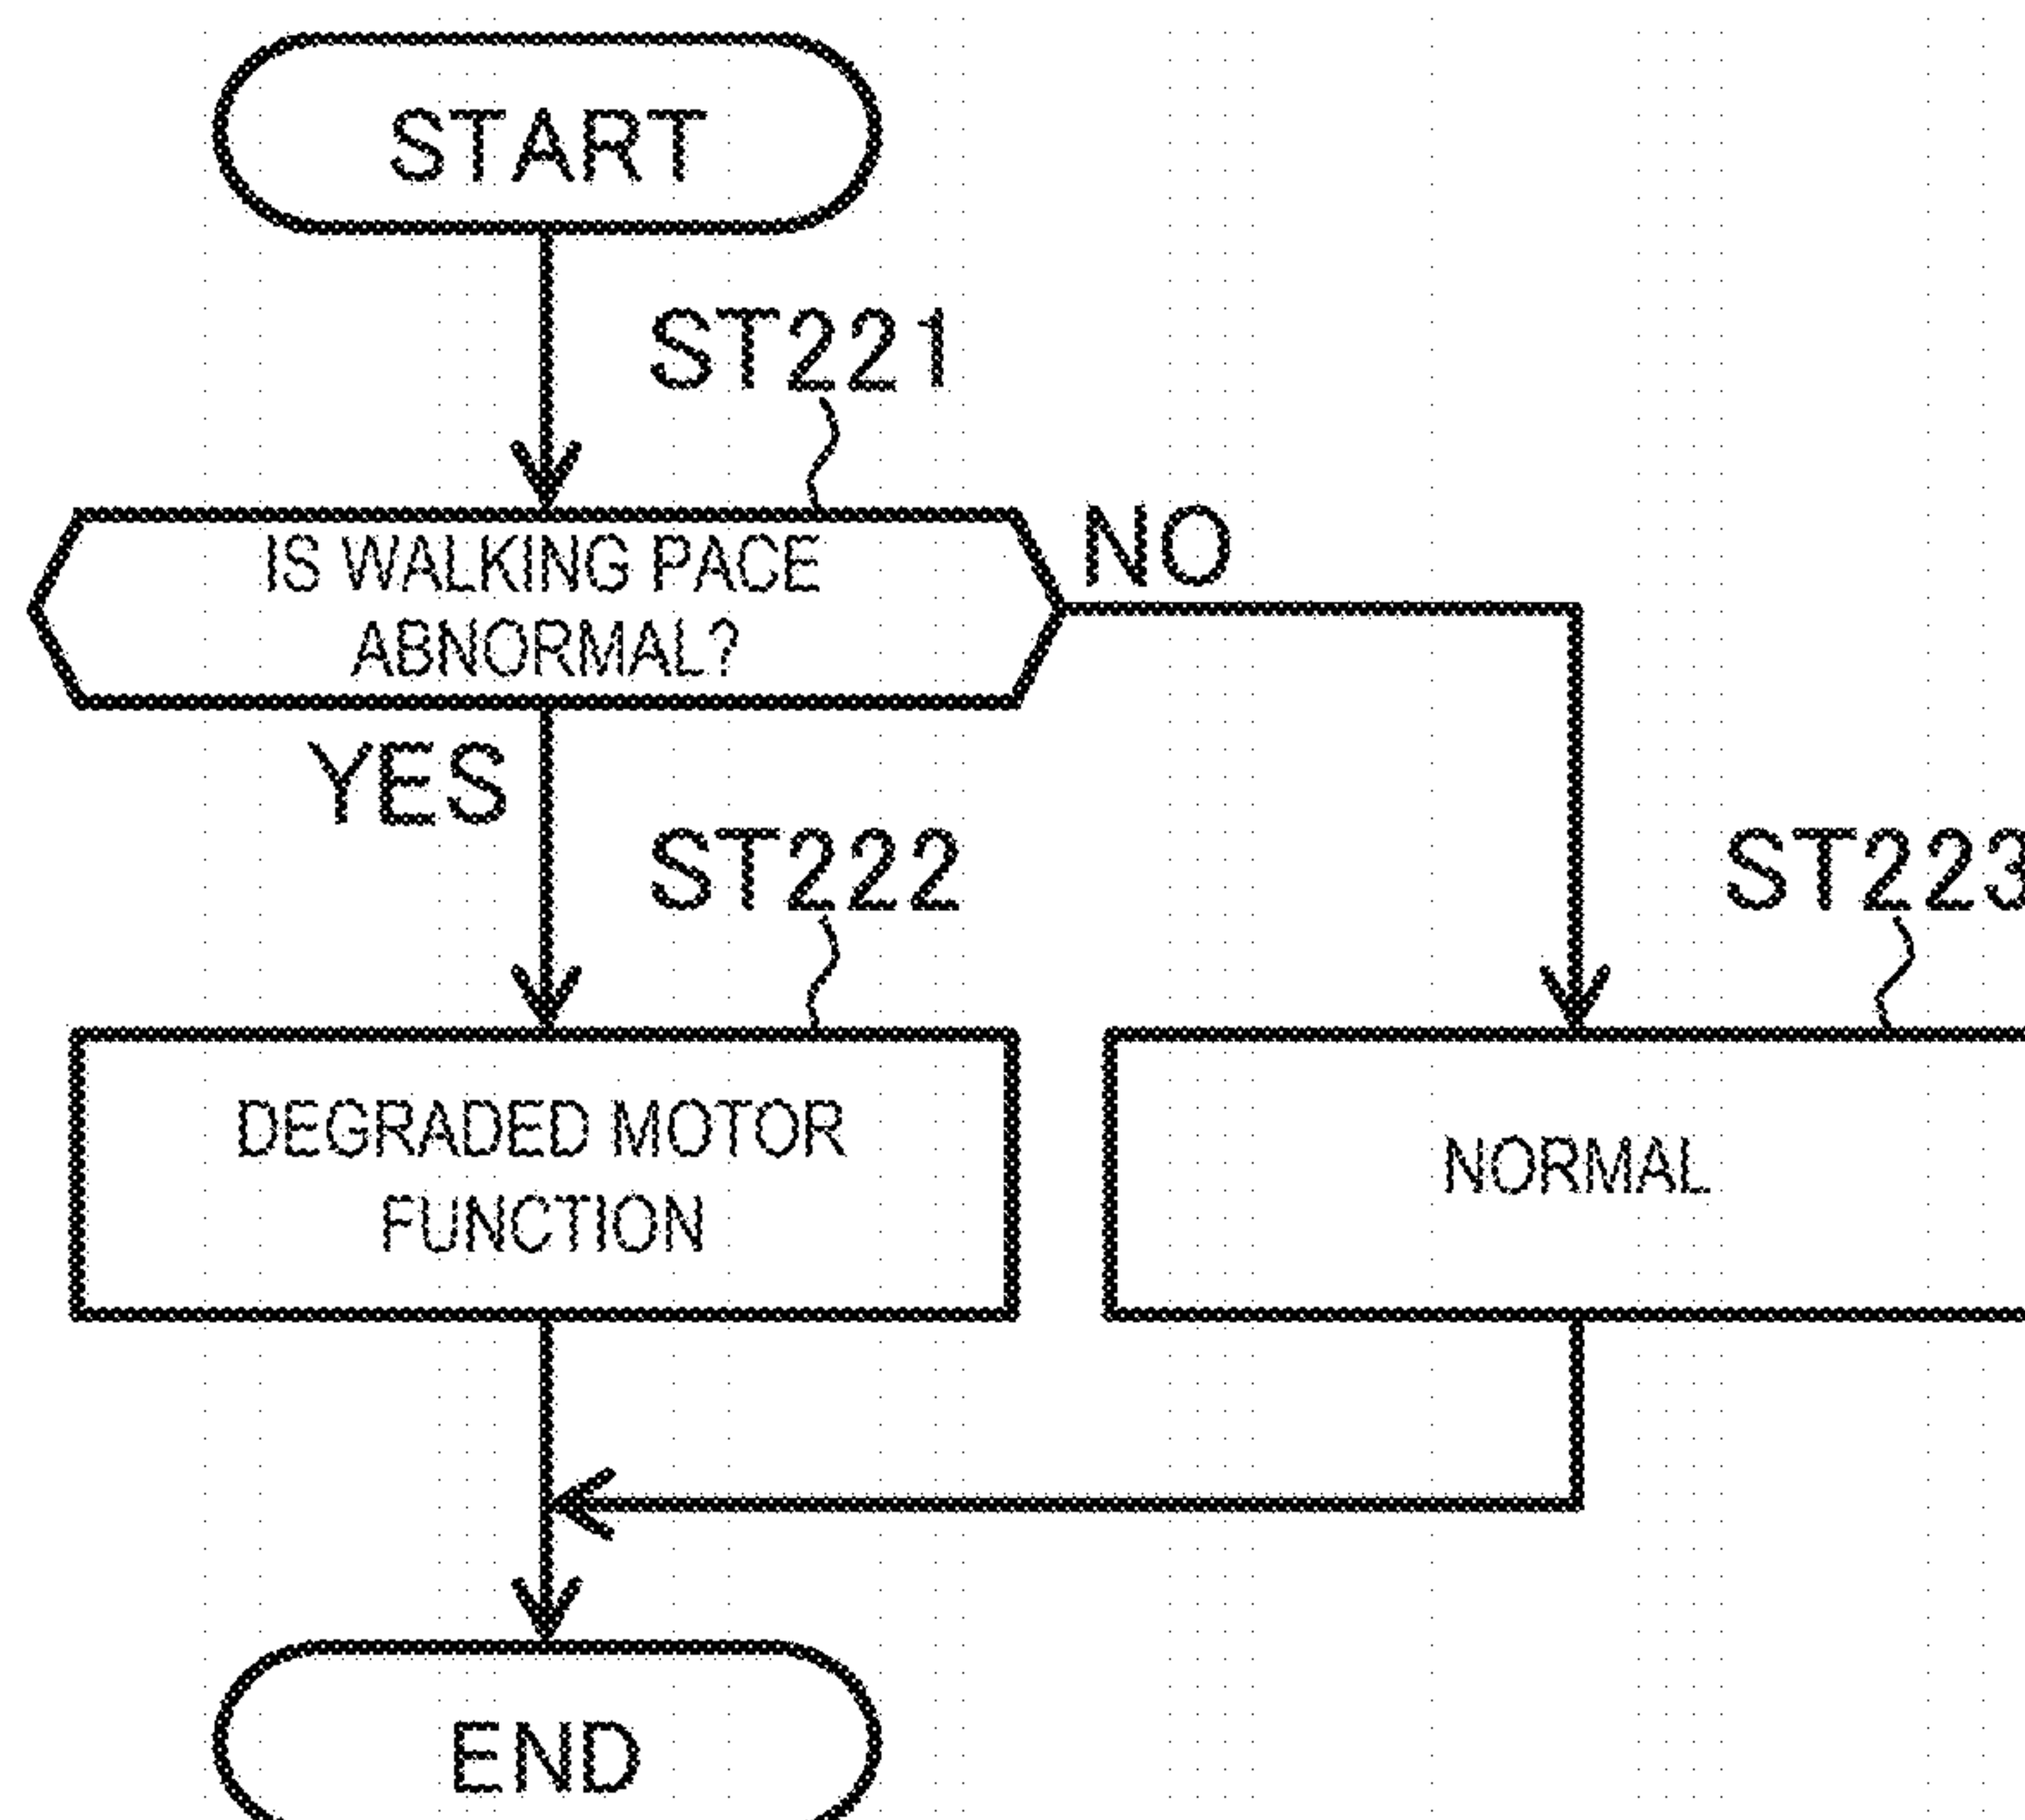 START
ST221
IS WALKING PACE
ABNORMAL?
NO
YES
ST222
ST223
DEGRADED MOTOR
FUNCTION
NORMAL
END